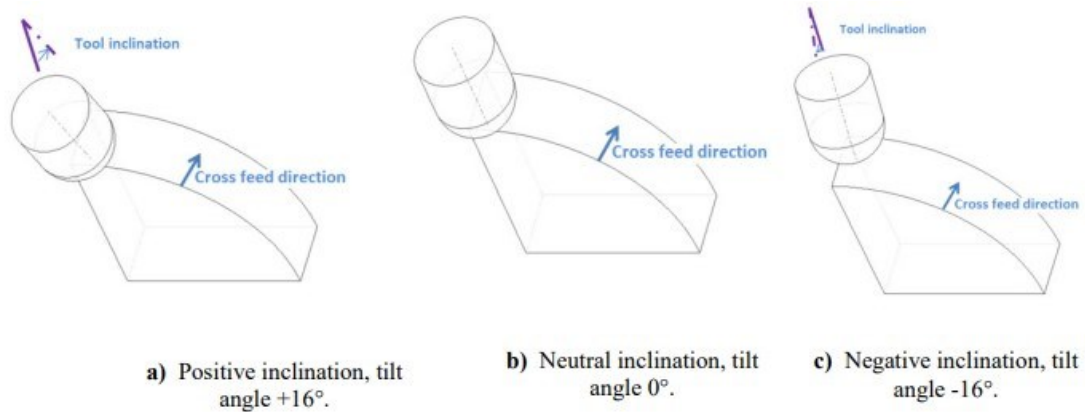 Tool inclination
Cross feed direction
Cross feed direction
Tool inclination
Cross feed direction
a) Positive inclination, tilt
angle +16°.
b) Neutral inclination, tilt
angle 0°.
c) Negative inclination, tilt
angle -16°.